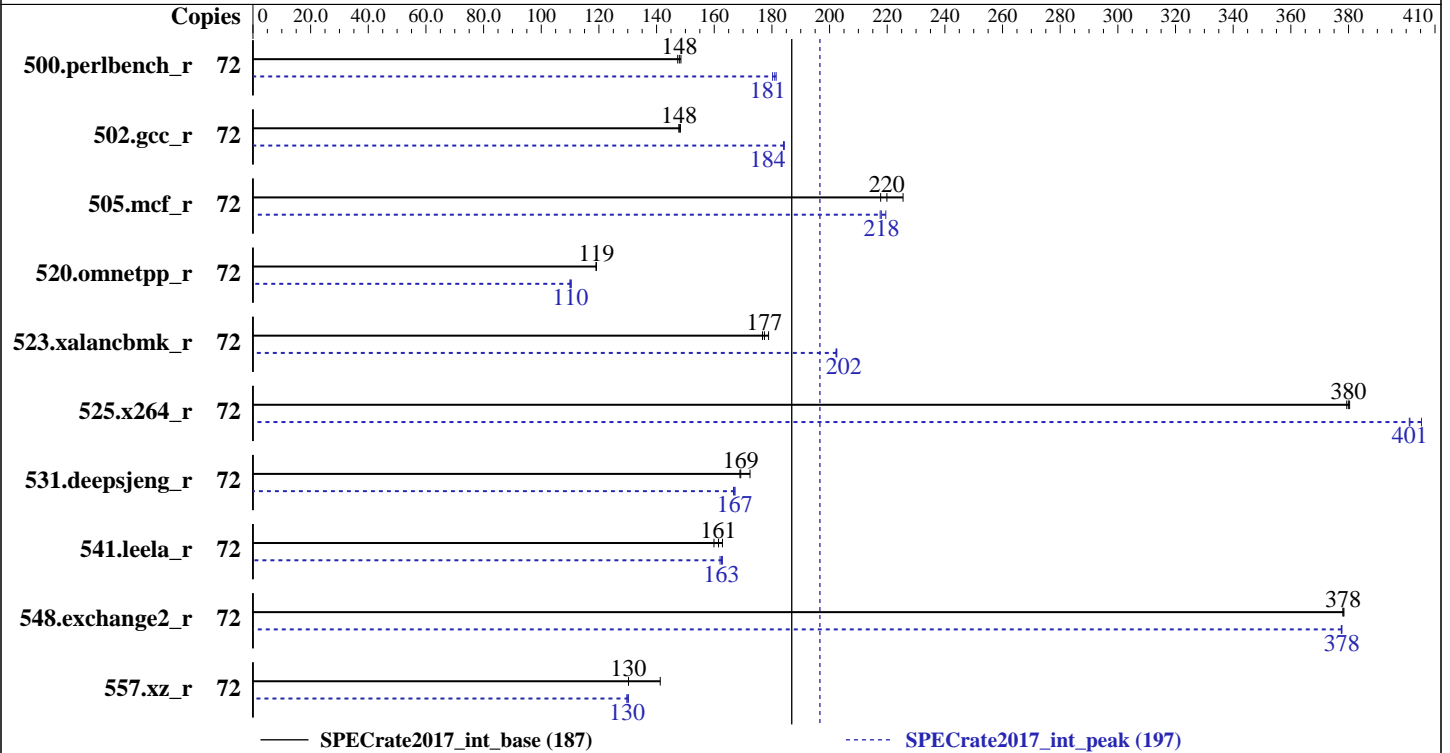 Copies 0 20.0 40.0 60.0 80.0 100 120 140 160 180 200 220 240 260 280 300 320 340 360 380 410
148
500.perlbench_r 72
181
148
502.gcc_r 72
184
220
505.mcf_r 72
218
119
520.omnetpp_r 72
110
177
523.xalancbmk_r 72
202
380
525.x264_r 72
401
169
531.deepsjeng_r 72
167
161
541.leela_r 72
163
378
548.exchange2_r 72
378
130
557.xz_r 72
130
SPECrate2017_int_base (187) SPECrate2017_int_peak (197)